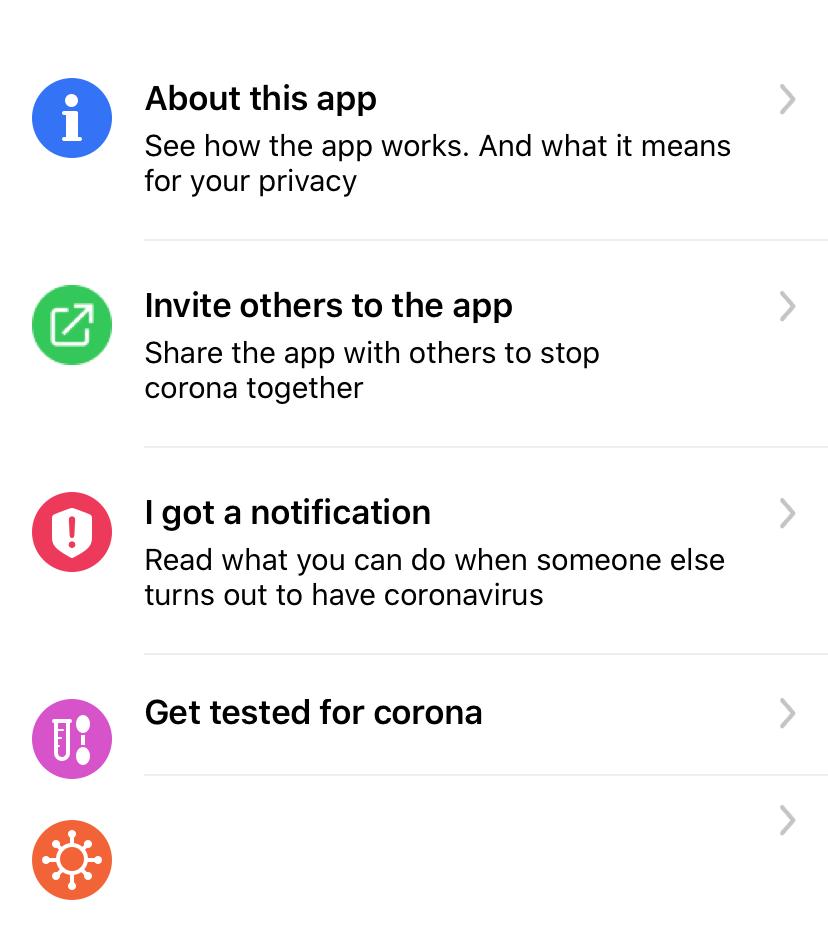 About this app
See how the app works. And what it means
for your privacy
Invite others to the app
Share the app with others to stop
corona together
I got a notification
Read what you can do when someone else
turns out to have coronavirus
Get tested for corona